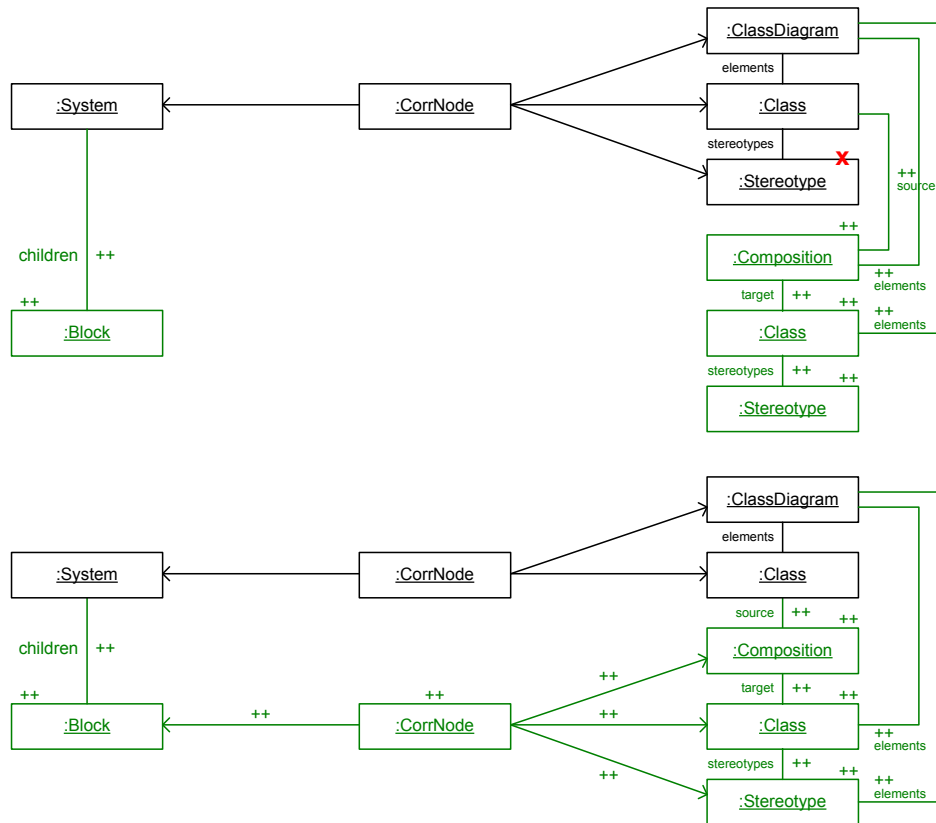 :ClassDiagram
elements
:System
:CorrNode
:Class
stereotypes
X
:Stereotype
++
source
++
children ++
:Composition
++
elements
++
target ++
++
++
elements
:Block
:Class
stereotypes ++
++
:Stereotype
:ClassDiagram
elements
:System
:CorrNode
:Class
source ++
++
children ++
:Composition
++
target ++
++
++
++
++
:Block
++
:CorrNode
++
:Class
++
elements
stereotypes ++
++
++
++
elements
:Stereotype